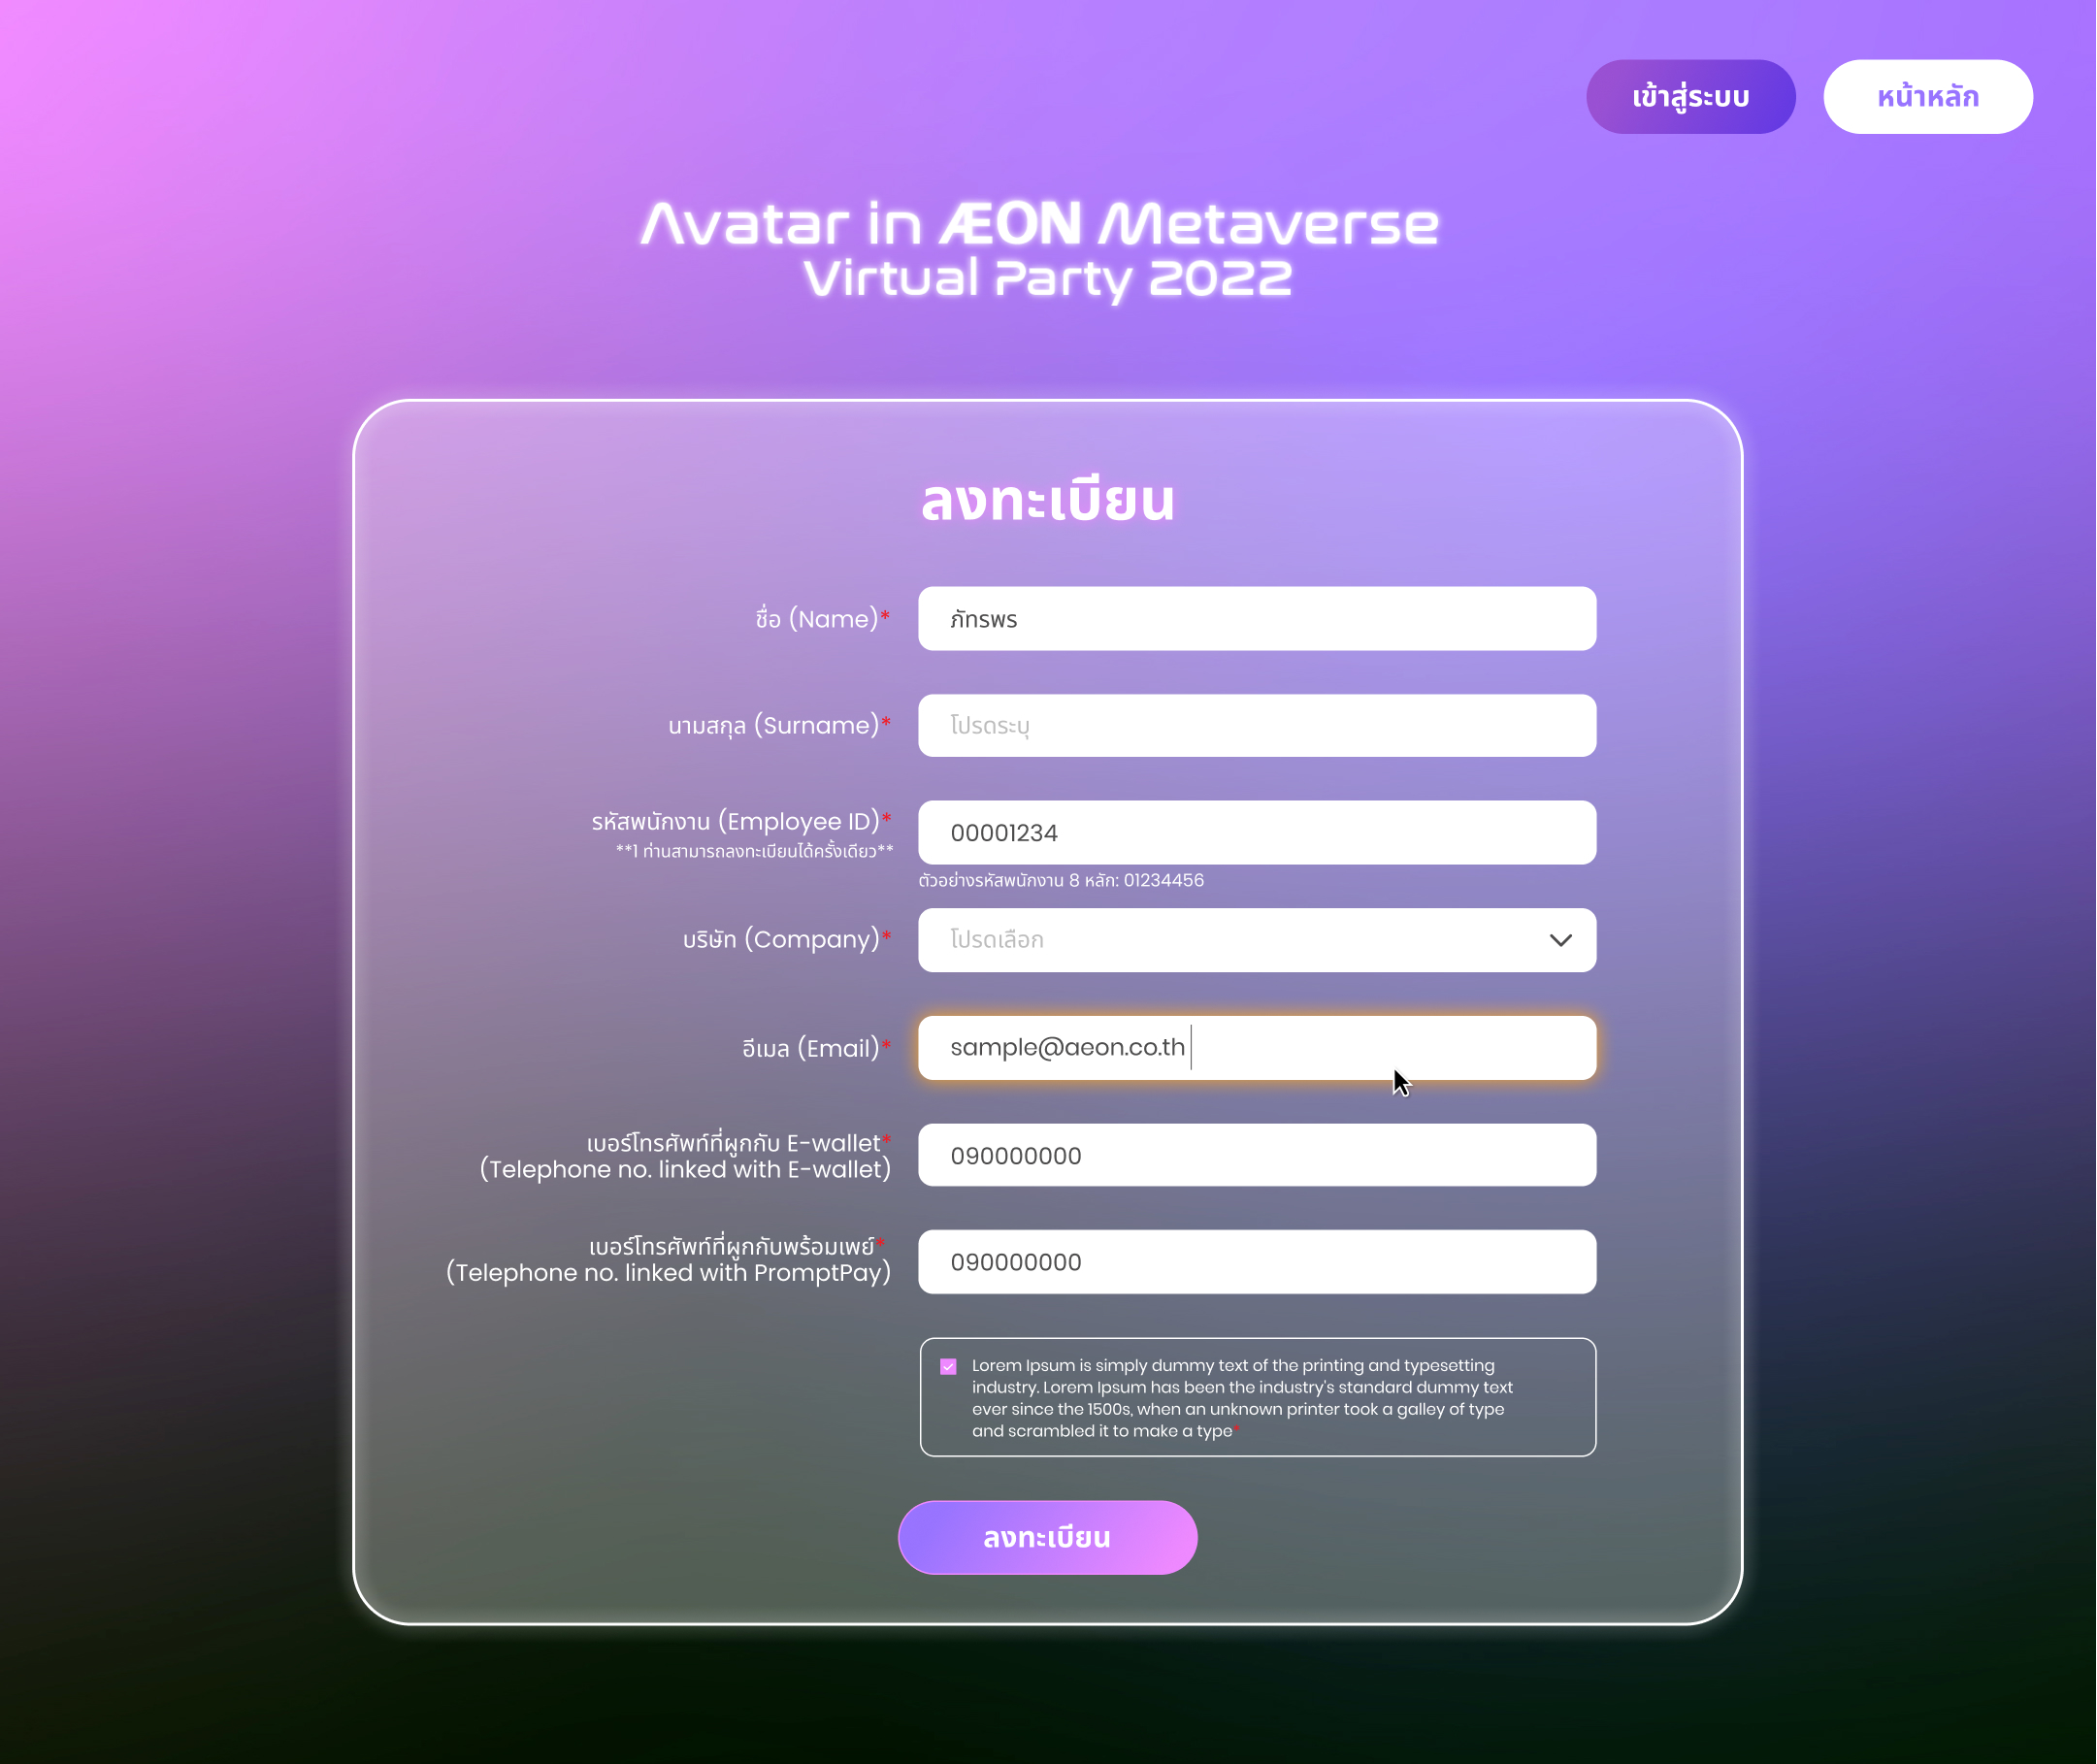 เข้าสู่ระบบ
หน้าหลัก
Avatar in ÆON Metaverse
Virtual Party 2022
ลงทะเบียน
ชื่อ (Name)*
ภัทรพร
นามสกุล (Surname)*
โปรดระบุ
รหัสพนักงาน (Employee ID)*
**1 ท่านสามารถลงทะเบียนได้ครั้งเดียว**
00001234
ตัวอย่างรหัสพนักงาน 8 หลัก: 01234456
บริษัท (Company)*
โปรดเลือก
อีเมล (Email)*
sample@aeon.co.th
เบอร์โทรศัพท์ที่ผูกกับ E-wallet*
(Telephone no. linked with E-wallet)
090000000
เบอร์โทรศัพท์ที่ผูกกับพร้อมเพย์*
(Telephone no. linked with PromptPay)
090000000
Lorem Ipsum is simply dummy text of the printing and typesetting
industry. Lorem Ipsum has been the industry's standard dummy text
ever since the 1500s, when an unknown printer took a galley of type
and scrambled it to make a type*
ลงทะเบียน